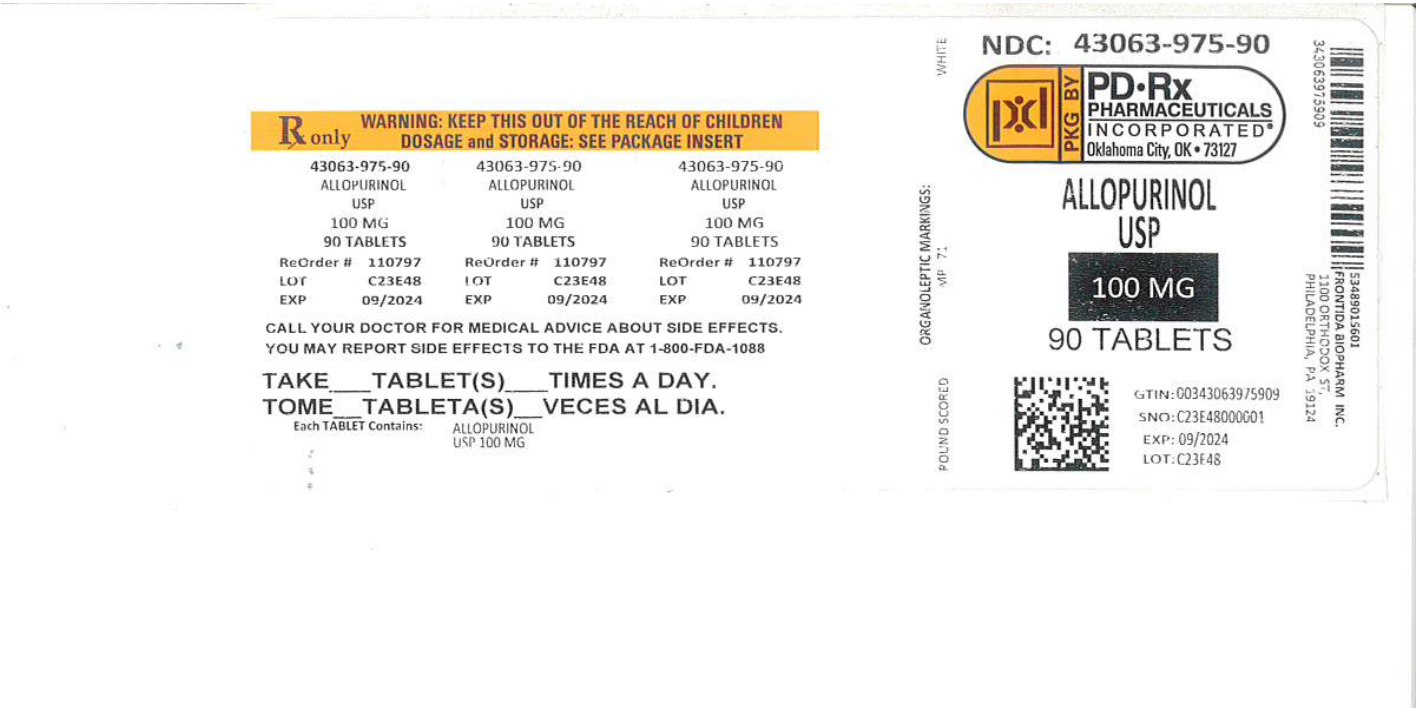 Rx only
WARNING: KEEP THIS OUT OF THE REACH OF CHILDREN
DOSAGE and STORAGE: SEE PACKAGE INSERT
43063-975-90 43063-975-90 43063-975-90
ALLOPURINOL ALLOPURINOL ALLOPURINOL
USP USP USP
100 MG 100 MG 100 MG
90 TABLETS 90 TABLETS 90 TABLETS
ReOrder # 110797 ReOrder # 110797 ReOrder # 110797
LOT C23E48 LOT C23E48 LOT C23E48
EXP 09/2024 EXP 09/2024 EXP 09/2024
CALL YOUR DOCTOR FOR MEDICAL ADVICE ABOUT SIDE EFFECTS.
YOU MAY REPORT SIDE EFFECTS TO THE FDA AT 1-800-FDA-1088
TAKE___TABLET(S)___TIMES A DAY.
TOME__TABLETA(S)__VECES AL DIA.
Each TABLET Contains: ALLOPURINOL
USP 100 MG
WHITE
ORGANOLEPTIC MARKINGS:
MP 71
ROUND SCORED
NDC: 43063-975-90
PKG BY
PD•Rx
PHARMACEUTICALS
INCORPORATED®
Oklahoma City, OK • 73127
ALLOPURINOL
USP
100 MG
90 TABLETS
GTIN:00343063975909
SNO:C23E48000001
EXP: 09/2024
LOT:C23E48
343063975909
53489015601
FRONTIDA BIOPHARM INC.
1100 ORTHODOX ST,
PHILADELPHIA, PA 19124